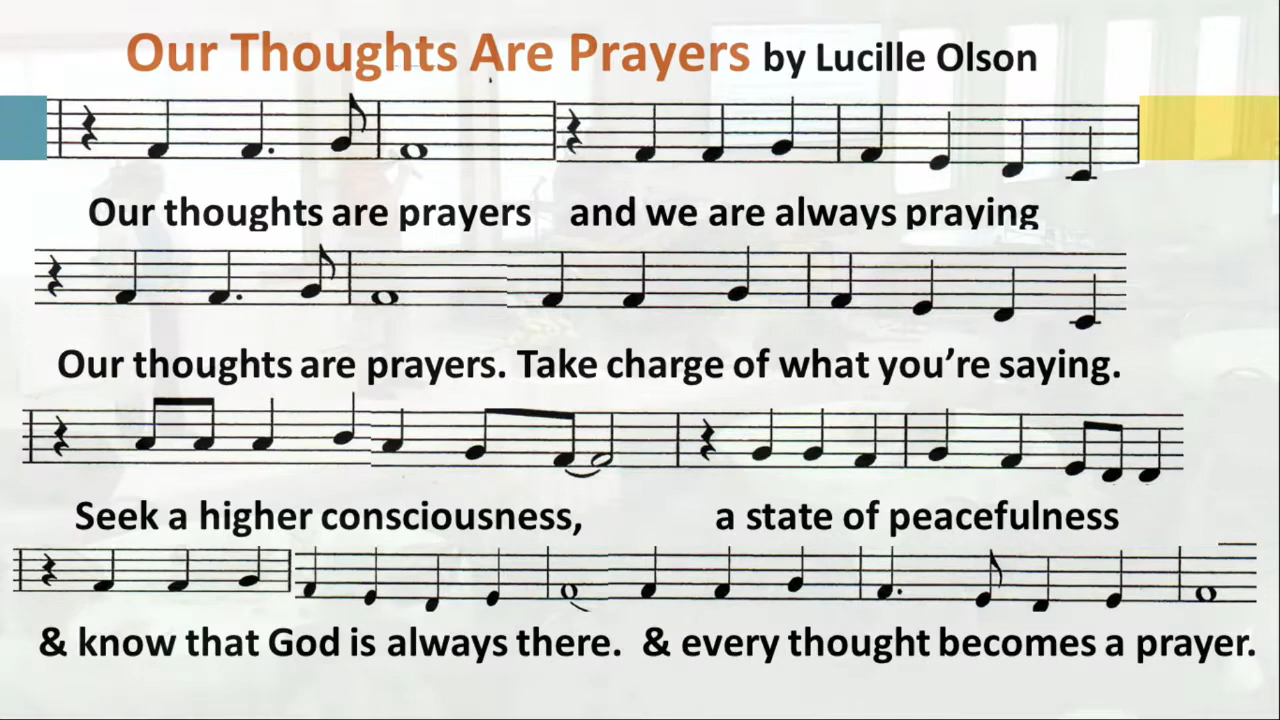 Our Thoughts Are Prayers by Lucille Olson
Our thoughts are prayers and we are always praying
Our thoughts are prayers. Take charge of what you’re saying.
Seek a higher consciousness, a state of peacefulness
& know that God is always there. & every thought becomes a prayer.